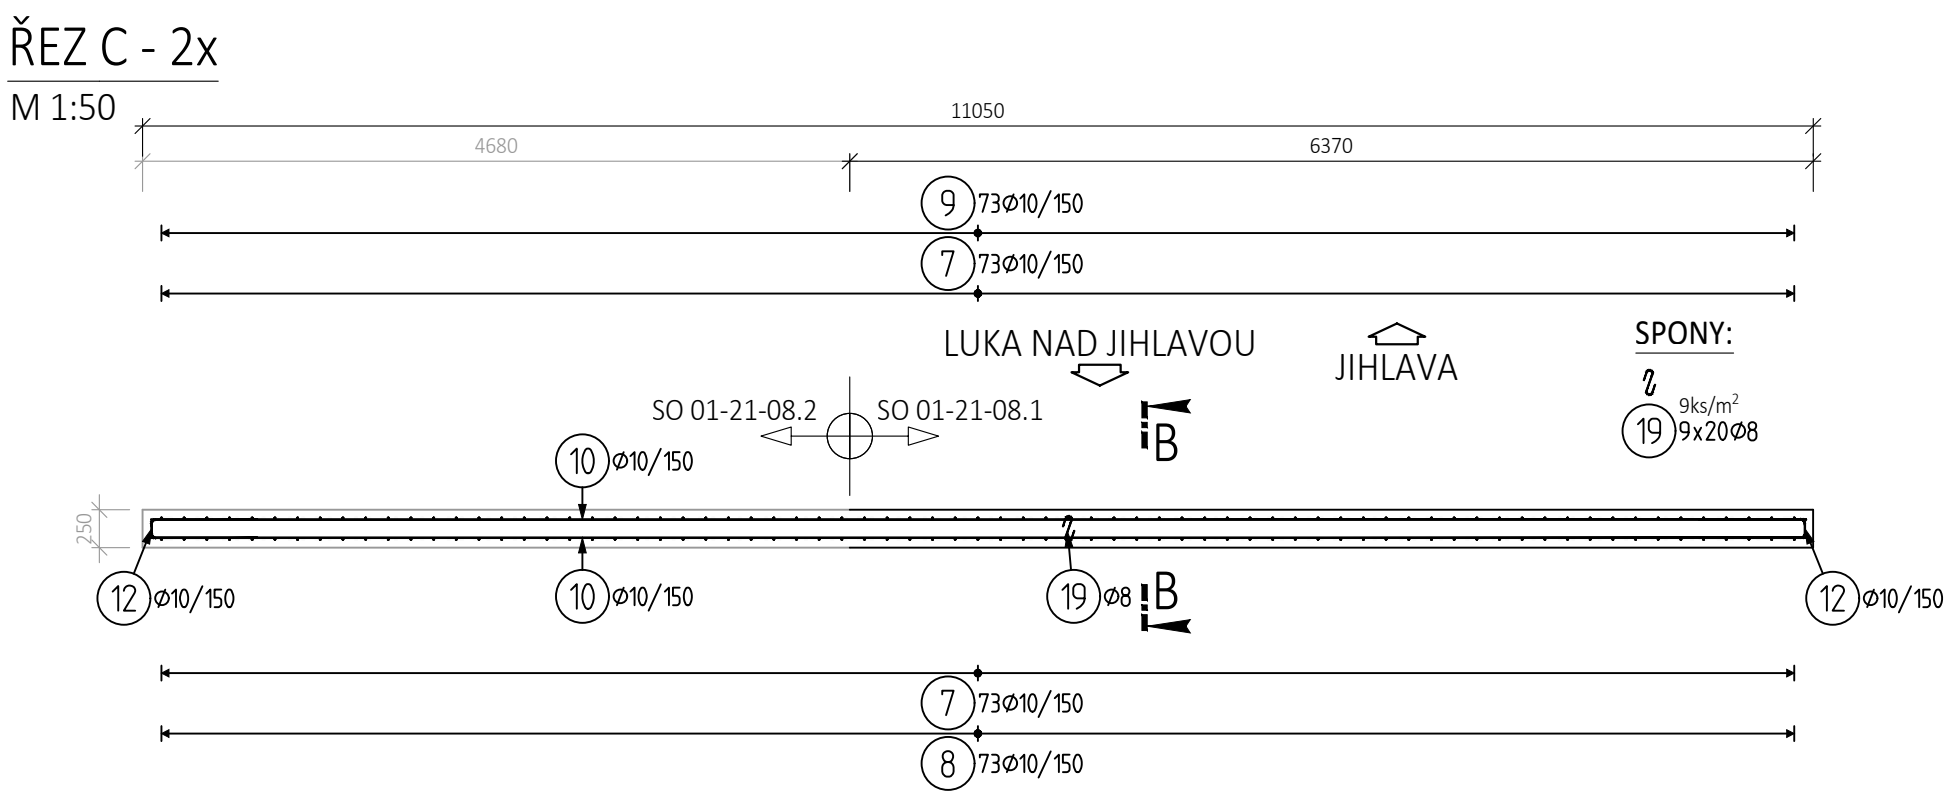 ŘEZ C - 2x
M 1:50
11050
4680
6370
9 73Ø10/150
7 73Ø10/150
LUKA NAD JIHLAVOU
JIHLAVA
SPONY:
9ks/m²
19 9x20Ø8
SO 01-21-08.2
SO 01-21-08.1
B
10 Ø10/150
250
12 Ø10/150
10 Ø10/150
19 Ø8
B
12 Ø10/150
7 73Ø10/150
8 73Ø10/150